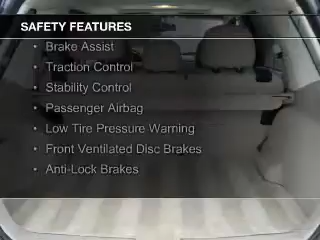 SAFETY FEATURES
• Brake Assist
• Traction Control
• Stability Control
• Passenger Airbag
• Low Tire Pressure Warning
• Front Ventilated Disc Brakes
• Anti-Lock Brakes